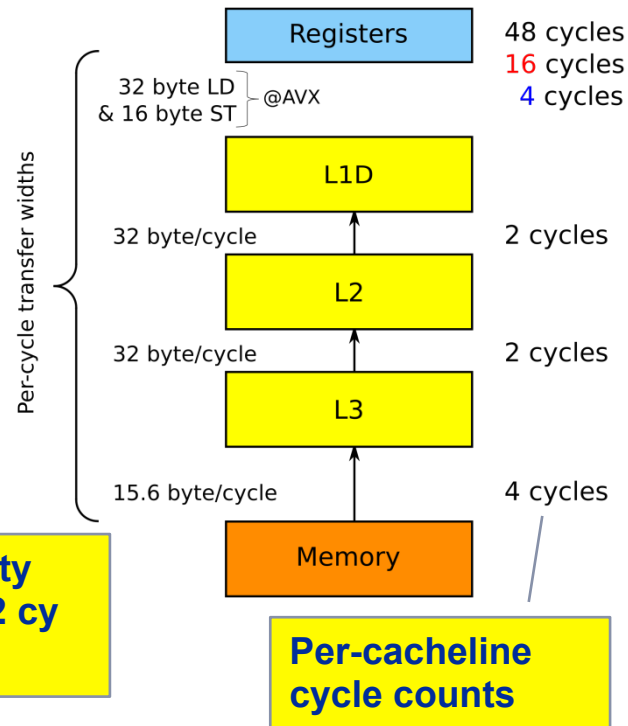 Registers
48 cycles
16 cycles
4 cycles
32 byte LD
& 16 byte ST
@AVX
Per-cycle transfer widths
L1D
32 byte/cycle
2 cycles
L2
32 byte/cycle
2 cycles
L3
15.6 byte/cycle
4 cycles
Memory
2 cy
Per-cacheline
cycle counts